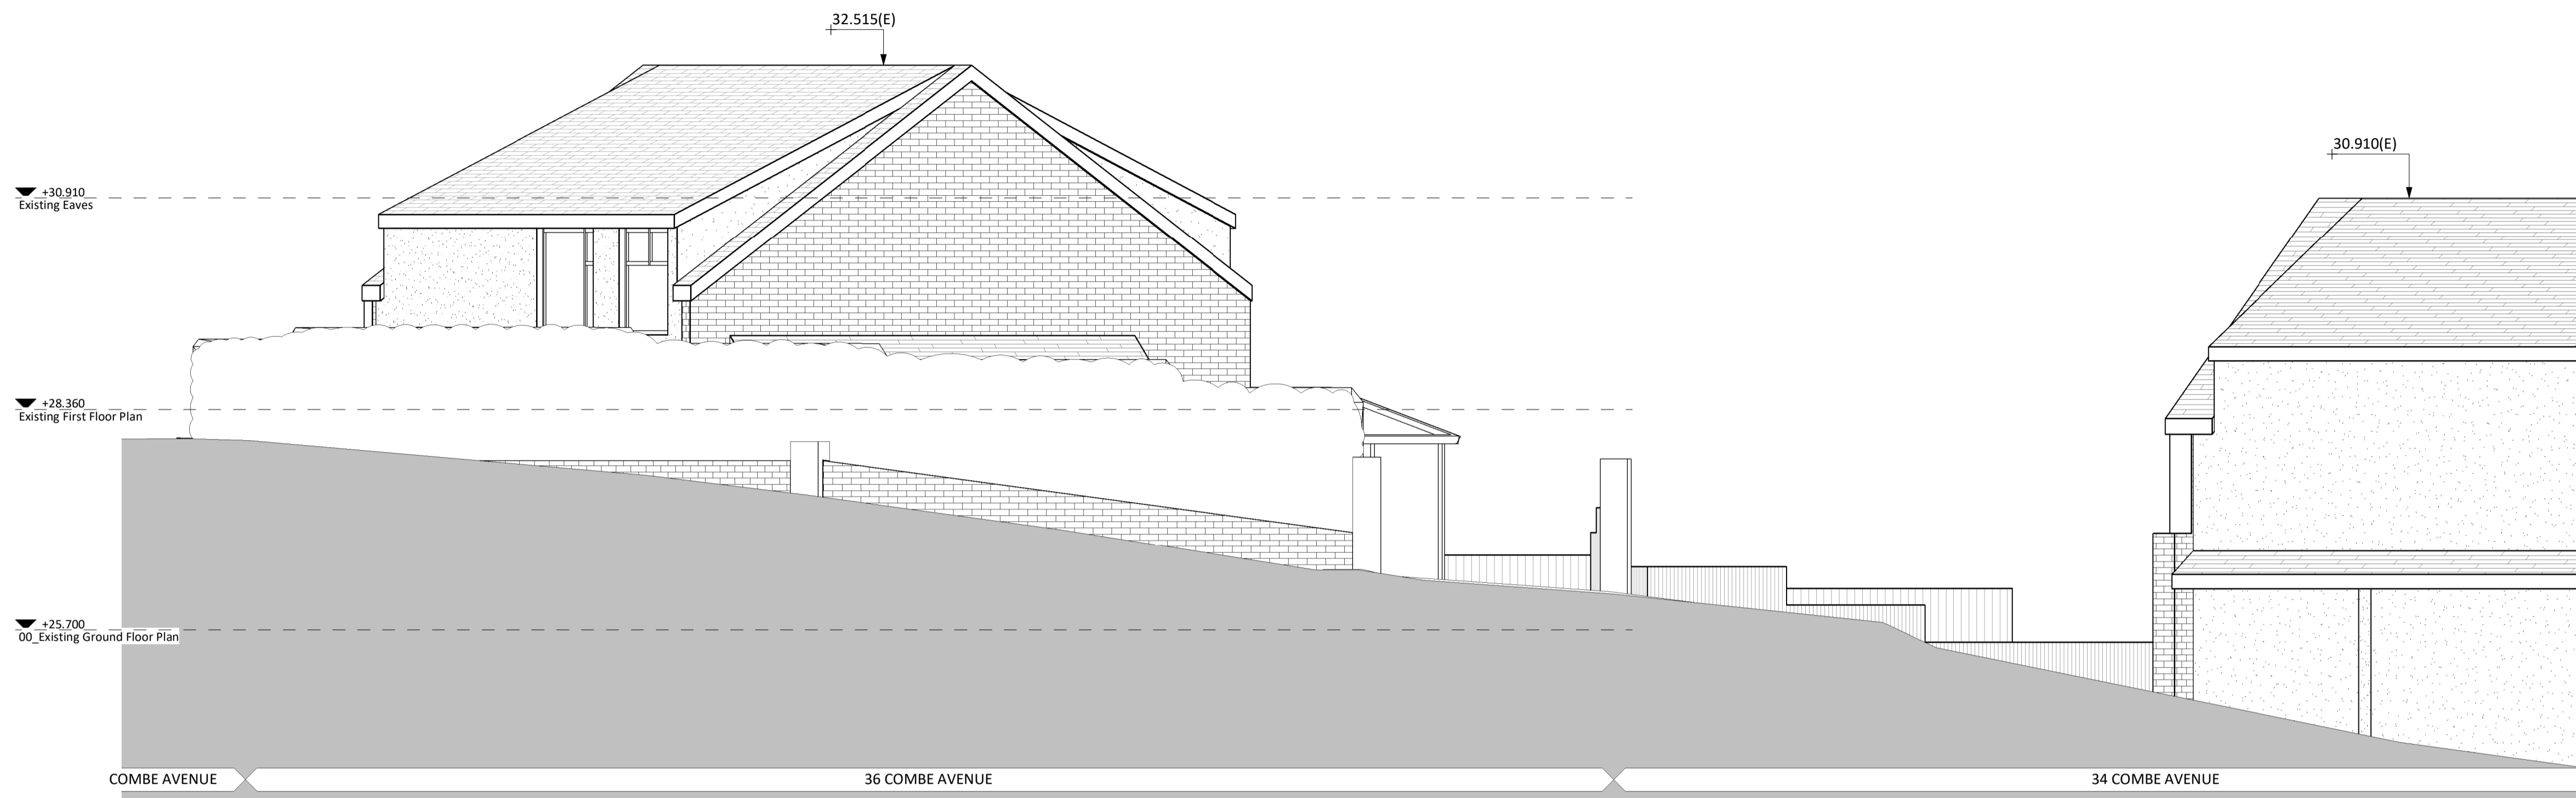 32.515(E)
30.910(E)
+30.910
Existing Eaves
+28.360
Existing First Floor Plan
+25.700
00_Existing Ground Floor Plan
COMBE AVENUE
36 COMBE AVENUE
34 COMBE AVENUE